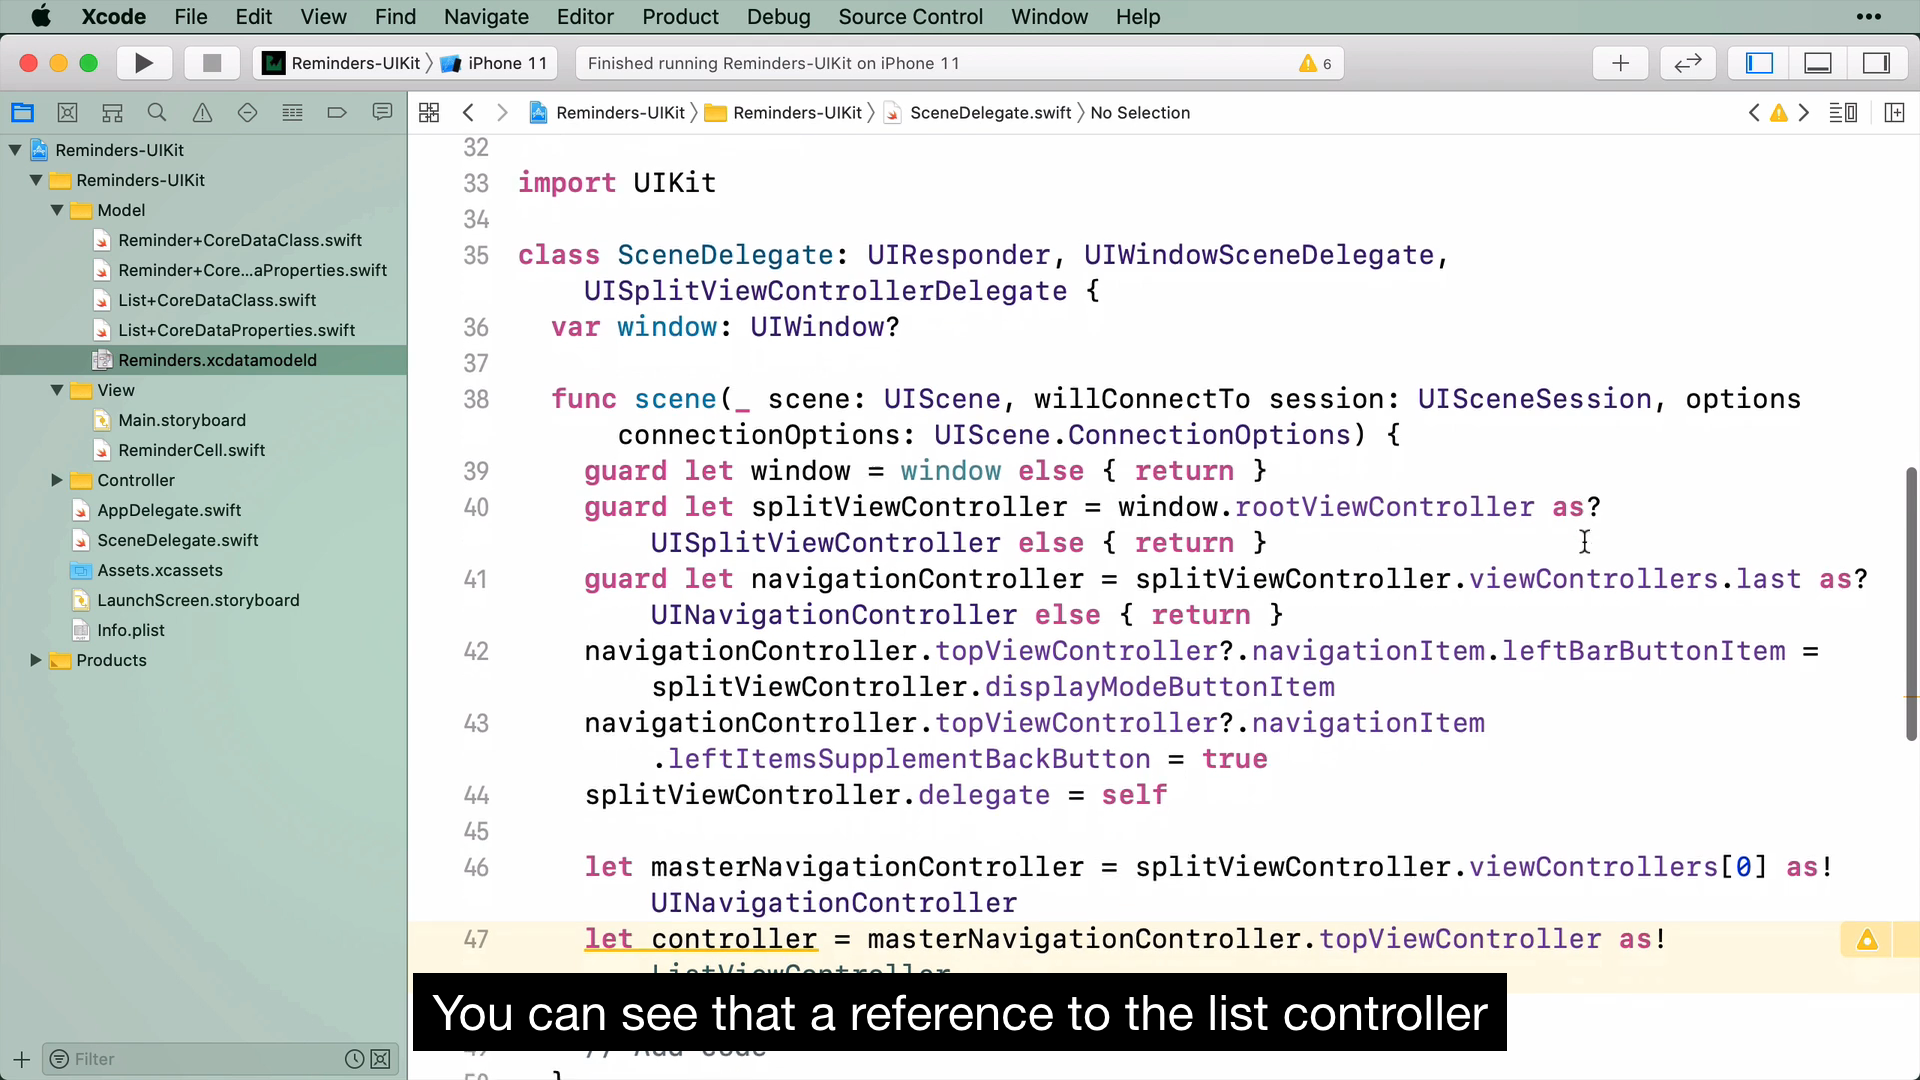 Xcode File Edit View Find Navigate Editor Product Debug Source Control Window Help •••
Reminders-UIKit iPhone 11 Finished running Reminders-UIKit on iPhone 11 6
Reminders-UIKit Reminders-UIKit SceneDelegate.swift No Selection
Reminders-UIKit
Reminders-UIKit
Model
Reminder+CoreDataClass.swift
Reminder+Core...aProperties.swift
List+CoreDataClass.swift
List+CoreDataProperties.swift
Reminders.xcdatamodeld
View
Main.storyboard
ReminderCell.swift
Controller
AppDelegate.swift
SceneDelegate.swift
Assets.xcassets
LaunchScreen.storyboard
Info.plist
Products
Filter
32
33 import UIKit
34
35 class SceneDelegate: UIResponder, UIWindowSceneDelegate,
UISplitViewControllerDelegate {
36 var window: UIWindow?
37
38 func scene(_ scene: UIScene, willConnectTo session: UISceneSession, options
connectionOptions: UIScene.ConnectionOptions) {
39 guard let window = window else { return }
40 guard let splitViewController = window.rootViewController as?
UISplitViewController else { return }
41 guard let navigationController = splitViewController.viewControllers.last as?
UINavigationController else { return }
42 navigationController.topViewController?.navigationItem.leftBarButtonItem =
splitViewController.displayModeButtonItem
43 navigationController.topViewController?.navigationItem
.leftItemsSupplementBackButton = true
44 splitViewController.delegate = self
45
46 let masterNavigationController = splitViewController.viewControllers[0] as!
UINavigationController
47 let controller = masterNavigationController.topViewController as!
ListViewController
You can see that a reference to the list controller
}